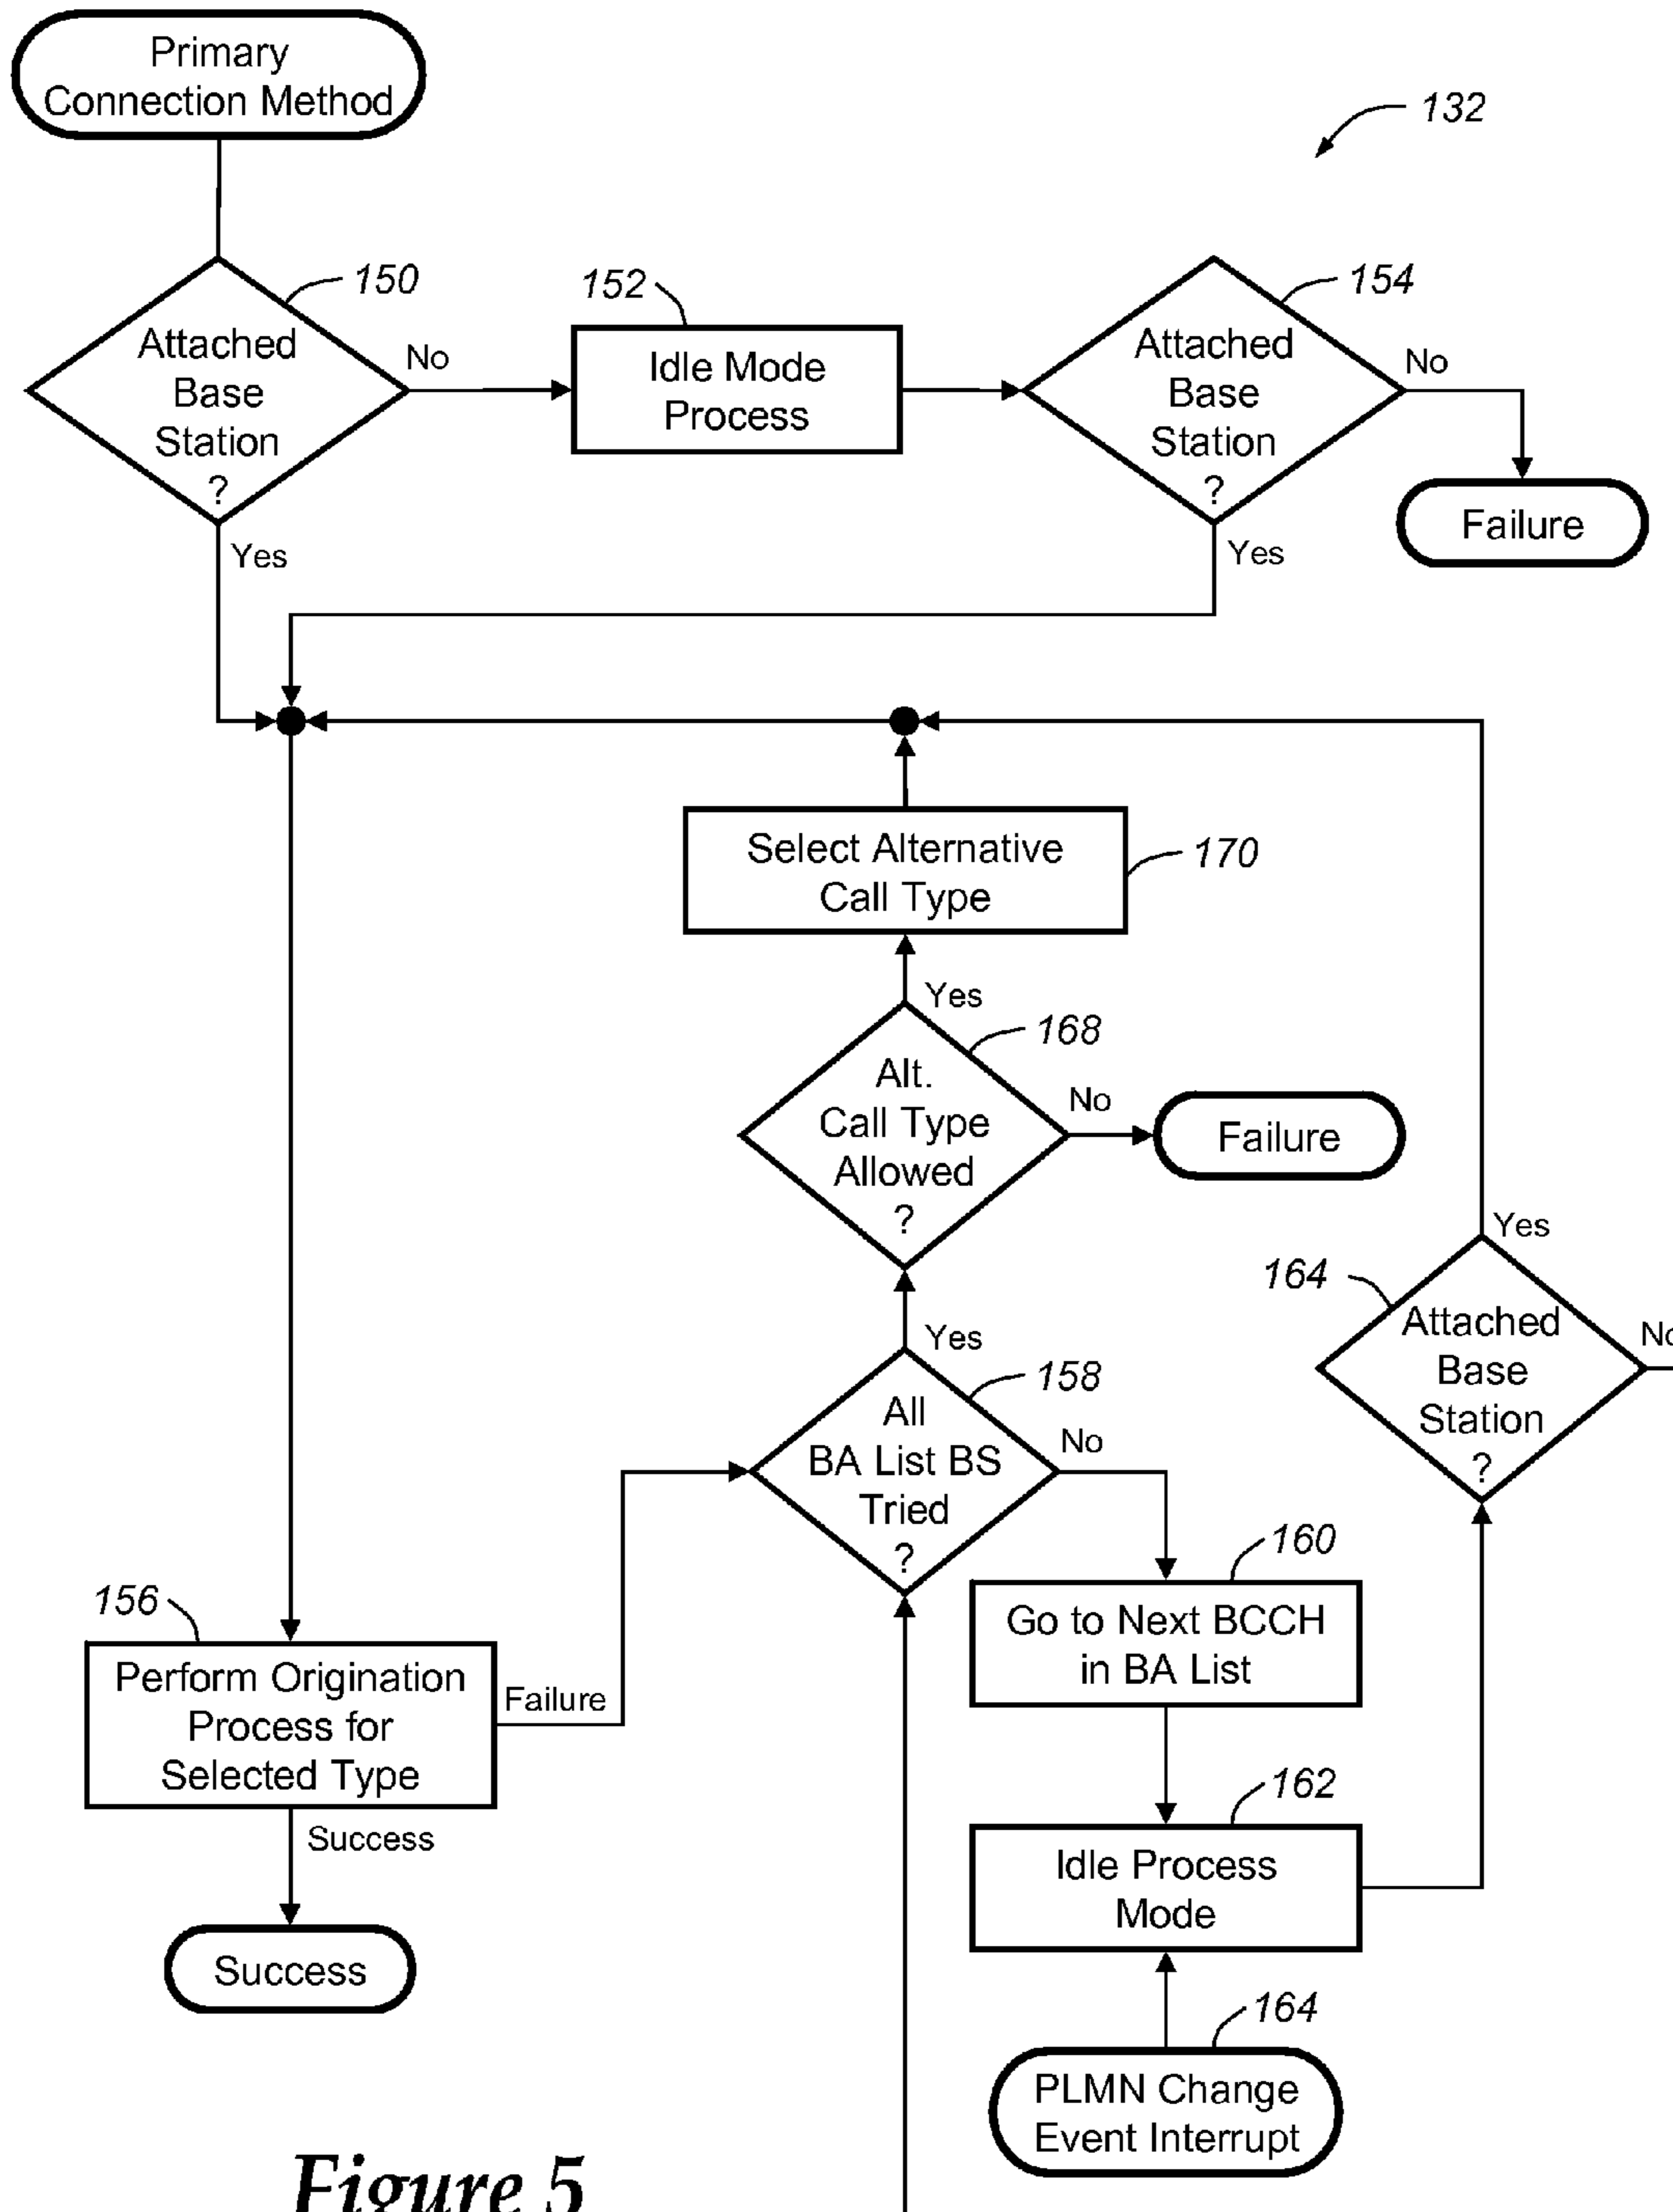 Primary
Connection Method
132
150
Attached
Base
Station
?
No
Yes
152
Idle Mode
Process
154
Attached
Base
Station
?
No
Yes
Failure
Select Alternative
Call Type
170
Yes
168
Alt.
Call Type
Allowed
?
No
Failure
Yes
164
Attached
Base
Station
?
Yes
158
All
BA List BS
Tried
?
No
160
Go to Next BCCH
in BA List
156
Perform Origination
Process for
Selected Type
Failure
Success
Success
162
Idle Process
Mode
164
PLMN Change
Event Interrupt
Figure 5